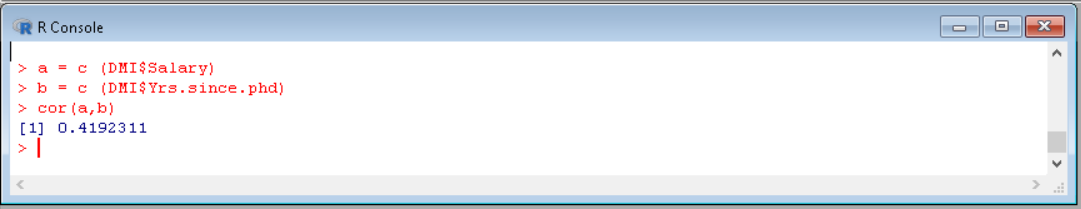 R Console
> a = c (DMI$Salary)
> b = c (DMI$Yrs.since.phd)
> cor(a,b)
[1] 0.4192311
>